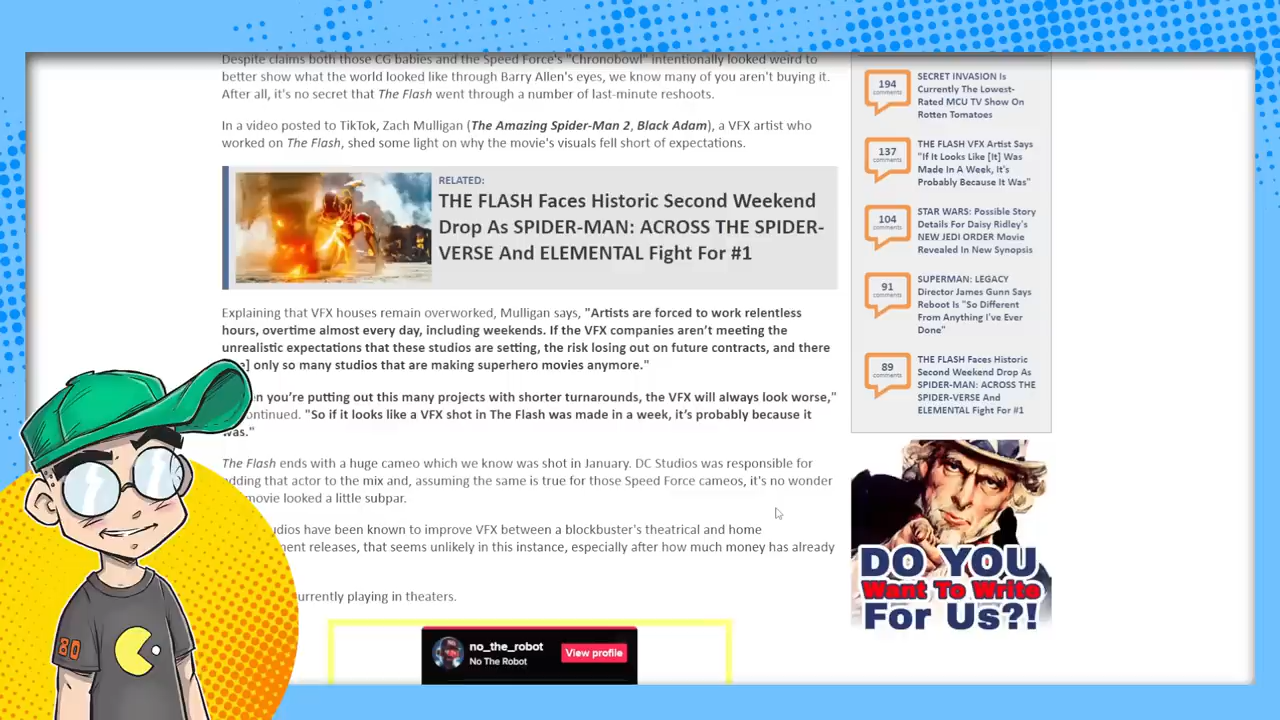 Despite claims both those CG babies and the Speed Force's "Chronobowl" intentionally looked weird to
better show what the world looked like through Barry Allen's eyes, we know many of you aren't buying it.
After all, it's no secret that The Flash went through a number of last-minute reshoots.
In a video posted to TikTok, Zach Mulligan (The Amazing Spider-Man 2, Black Adam), a VFX artist who
worked on The Flash, shed some light on why the movie's visuals fell short of expectations.
RELATED:
THE FLASH Faces Historic Second Weekend
Drop As SPIDER-MAN: ACROSS THE SPIDER-
VERSE And ELEMENTAL Fight For #1
Explaining that VFX houses remain overworked, Mulligan says, "Artists are forced to work relentless
hours, overtime almost every day, including weekends. If the VFX companies aren't meeting the
unrealistic expectations that these studios are setting, the risk losing out on future contracts, and there
] only so many studios that are making superhero movies anymore."
you're putting out this many projects with shorter turnarounds, the VFX will always look worse,"
"So if it looks like a VFX shot in The Flash was made in a week, it's probably because it
was."
The Flash ends with a huge cameo which we know was shot in January. DC Studios was responsible for
adding that actor to the mix and, assuming the same is true for those Speed Force cameos, it's no wonder
movie looked a little subpar.
have been known to improve VFX between a blockbuster's theatrical and home
releases, that seems unlikely in this instance, especially after how much money has already
currently playing in theaters.
no_the_robot
No The Robot
View profile
194
comments
SECRET INVASION Is
Currently The Lowest-
Rated MCU TV Show On
Rotten Tomatoes
137
comments
THE FLASH VFX Artist Says
"If It Looks Like [It] Was
Made In A Week, It's
Probably Because It Was"
104
comments
STAR WARS: Possible Story
Details For Daisy Ridley's
NEW JEDI ORDER Movie
Revealed In New Synopsis
91
comments
SUPERMAN: LEGACY
Director James Gunn Says
Reboot Is "So Different
From Anything I've Ever
Done"
89
comments
THE FLASH Faces Historic
Second Weekend Drop As
SPIDER-MAN: ACROSS THE
SPIDER-VERSE And
ELEMENTAL Fight For #1
DO YOU
Want To Write
For Us?!
80